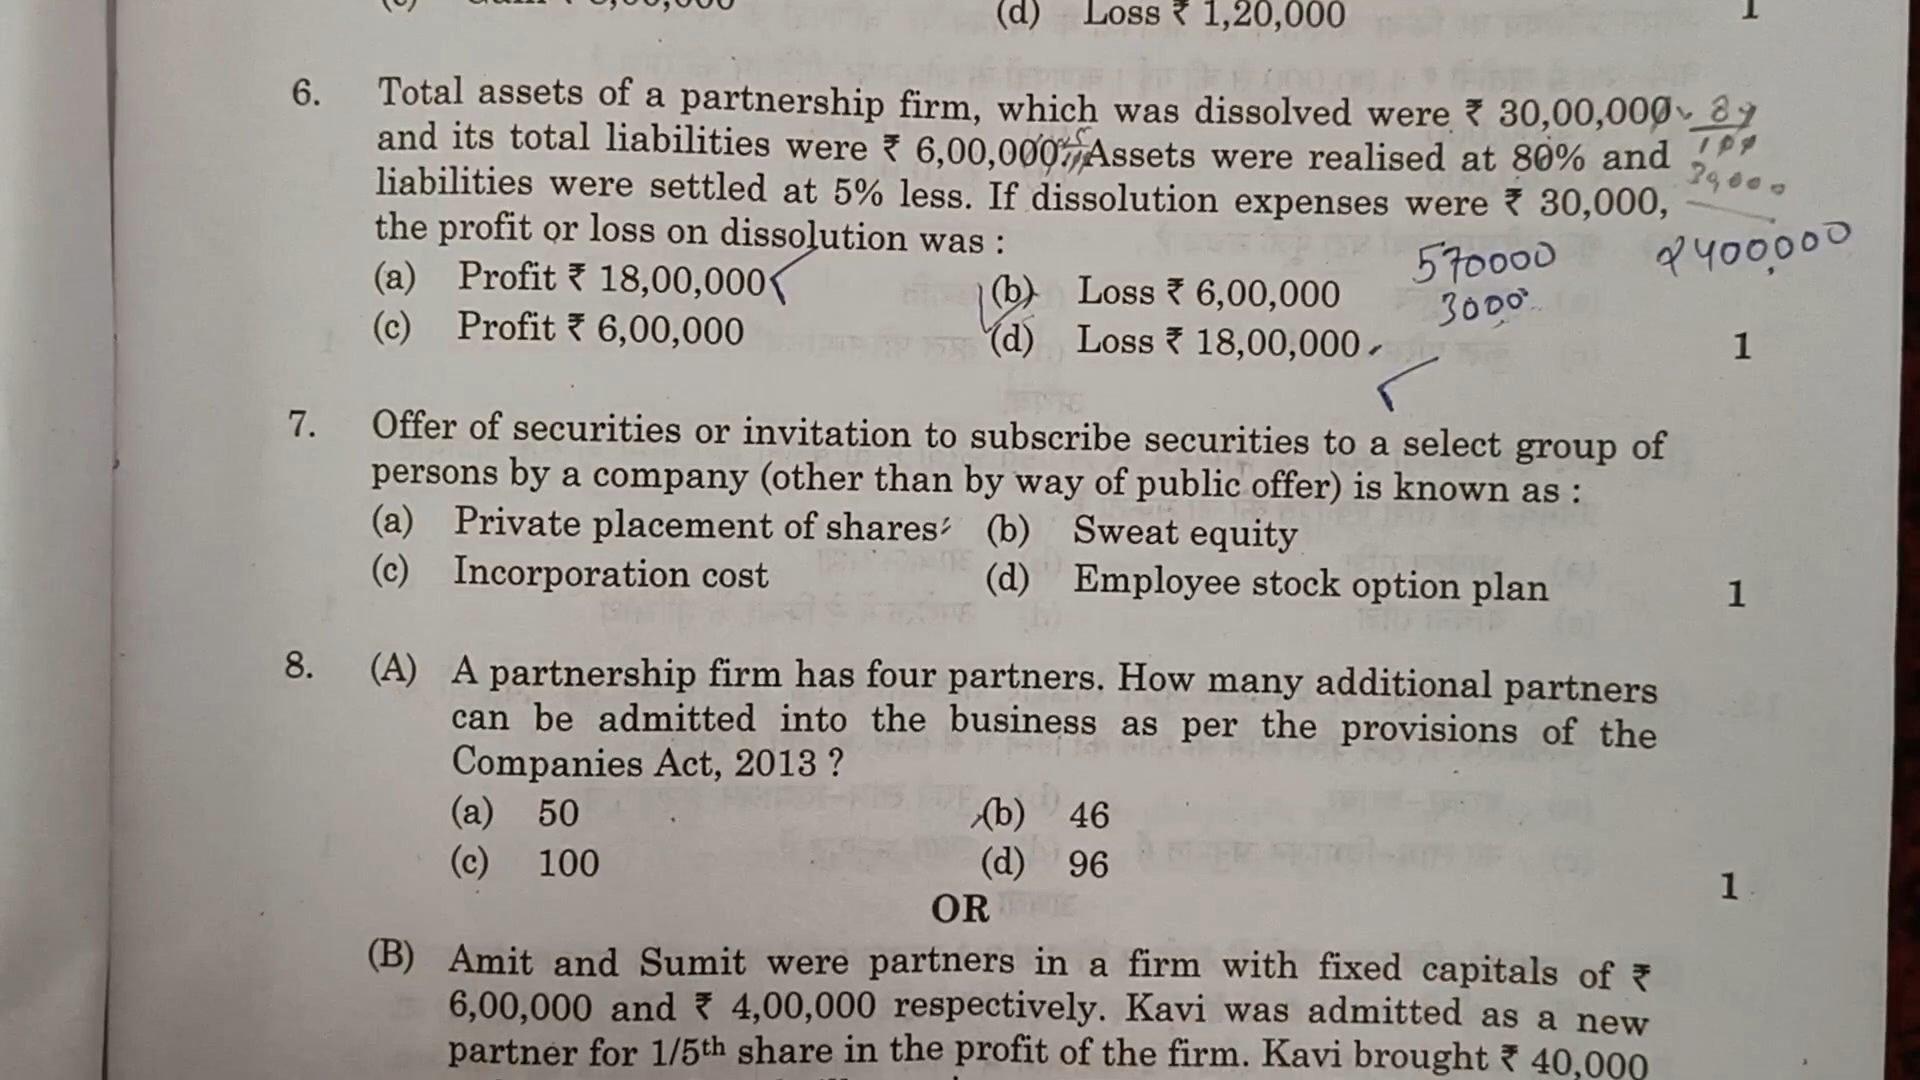 (d) Loss ₹ 1,20,000
1
6. Total assets of a partnership firm, which was dissolved were ₹ 30,00,000
and its total liabilities were ₹ 6,00,000. Assets were realised at 80% and
liabilities were settled at 5% less. If dissolution expenses were ₹ 30,000,
the profit or loss on dissolution was :
(a) Profit ₹ 18,00,000 (b) Loss ₹ 6,00,000
(c) Profit ₹ 6,00,000 (d) Loss ₹ 18,00,000
1
570000
2400,000
7. Offer of securities or invitation to subscribe securities to a select group of
persons by a company (other than by way of public offer) is known as :
(a) Private placement of shares (b) Sweat equity
(c) Incorporation cost (d) Employee stock option plan
1
8. (A) A partnership firm has four partners. How many additional partners
can be admitted into the business as per the provisions of the
Companies Act, 2013 ?
(a) 50 (b) 46
(c) 100 (d) 96
1
OR
(B) Amit and Sumit were partners in a firm with fixed capitals of ₹
6,00,000 and ₹ 4,00,000 respectively. Kavi was admitted as a new
partner for 1/5th share in the profit of the firm. Kavi brought ₹ 40,000